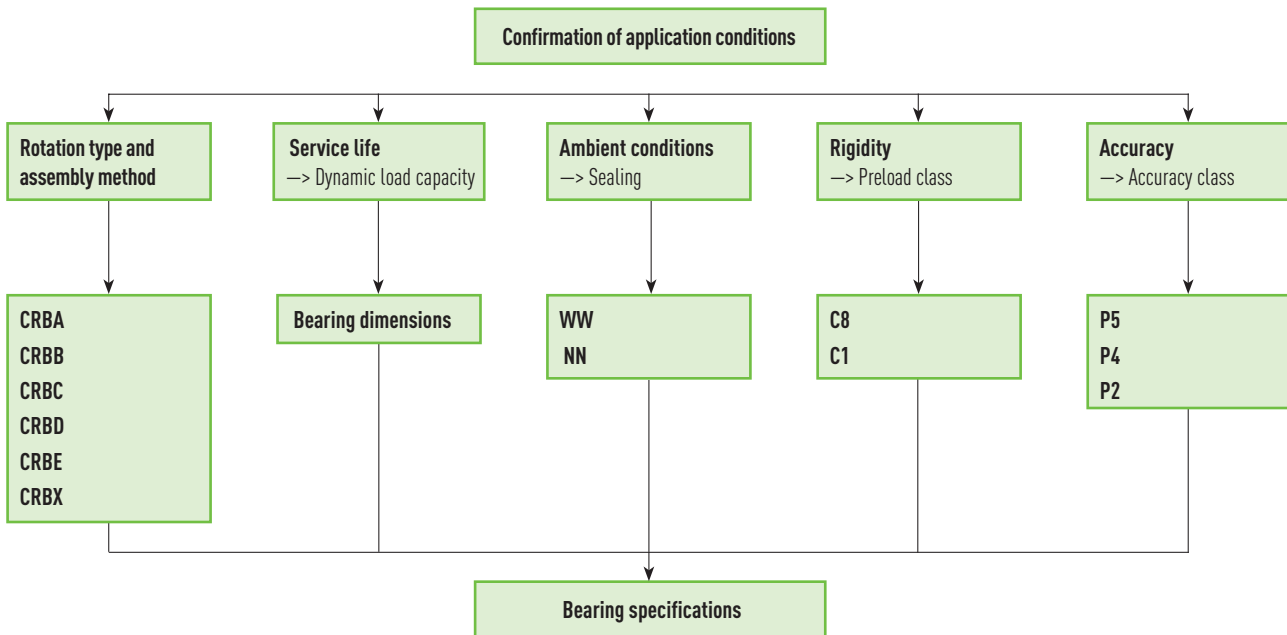 Confirmation of application conditions
Rotation type and
assembly method
Service life
—> Dynamic load capacity
Ambient conditions
—> Sealing
Rigidity
—> Preload class
Accuracy
—> Accuracy class
CRBA
CRBB
CRBC
CRBD
CRBE
CRBX
Bearing dimensions
WW
NN
C8
C1
P5
P4
P2
Bearing specifications